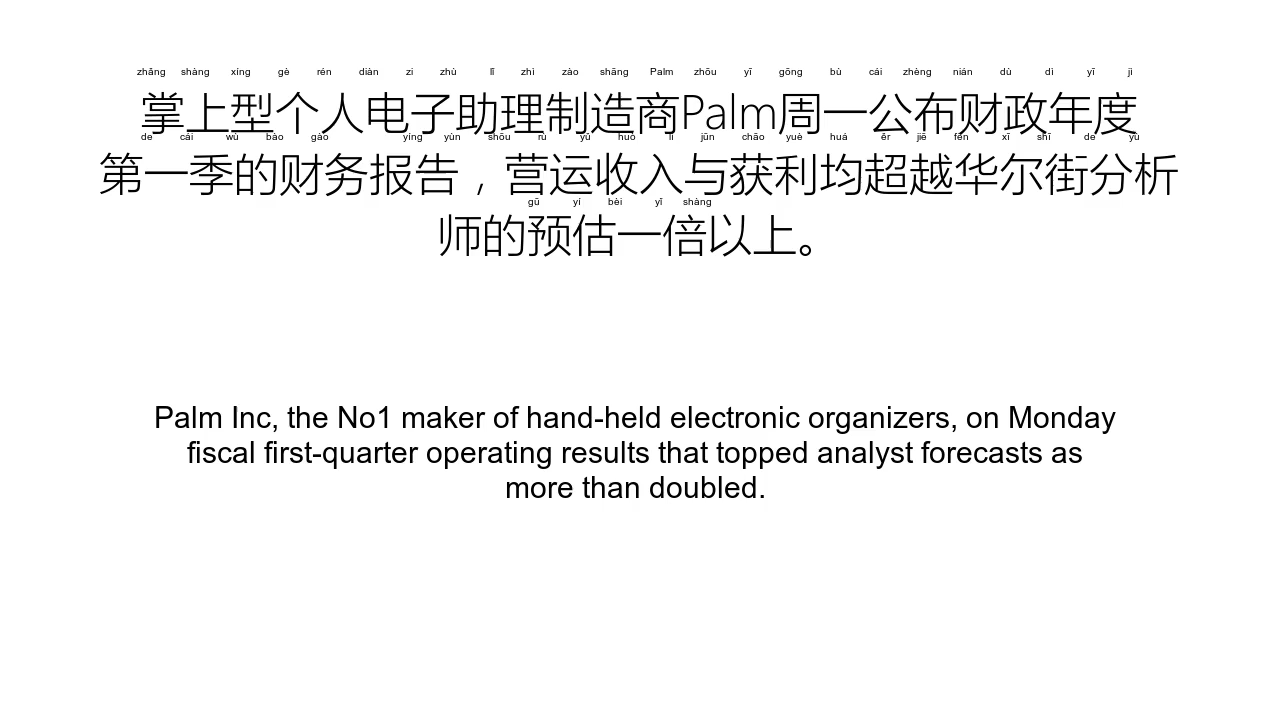 zhǎng shàng xíng gè rén diàn zi zhù lǐ zhì zào shāng Palm zhōu yī gōng bù cái zhèng nián dù dì yī jì
掌上型个人电子助理制造商Palm周一公布财政年度
de cái wù bào gào yíng yùn shōu rù yǔ huò lì jūn chāo yuè huá ěr jiē fēn xī shī de yù
第一季的财务报告，营运收入与获利均超越华尔街分析
gū yí bèi yǐ shàng
师的预估一倍以上。
Palm Inc, the No1 maker of hand-held electronic organizers, on Monday
fiscal first-quarter operating results that topped analyst forecasts as
more than doubled.